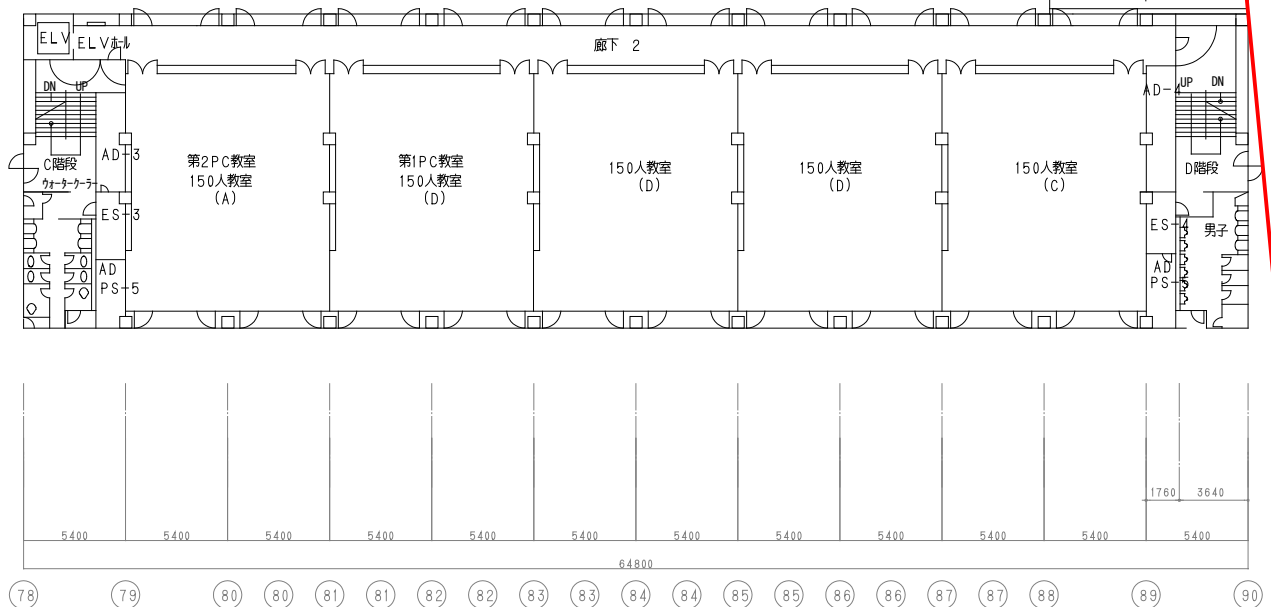 ELV
ELVホール
廊下 2
DN UP
UP DN
AD-3
AD-4
C階段
ウォータークーラー
第2PC教室
150人教室
(A)
第1PC教室
150人教室
(D)
150人教室
(D)
150人教室
(D)
150人教室
(C)
D階段
ES-3
ES-4
男子
AD
PS-5
AD
1760 3640
5400 5400 5400 5400 5400 5400 5400 5400 5400 5400 5400 5400
64800
78 79 80 80 81 81 82 82 83 83 84 84 85 85 86 86 87 87 88 89 90